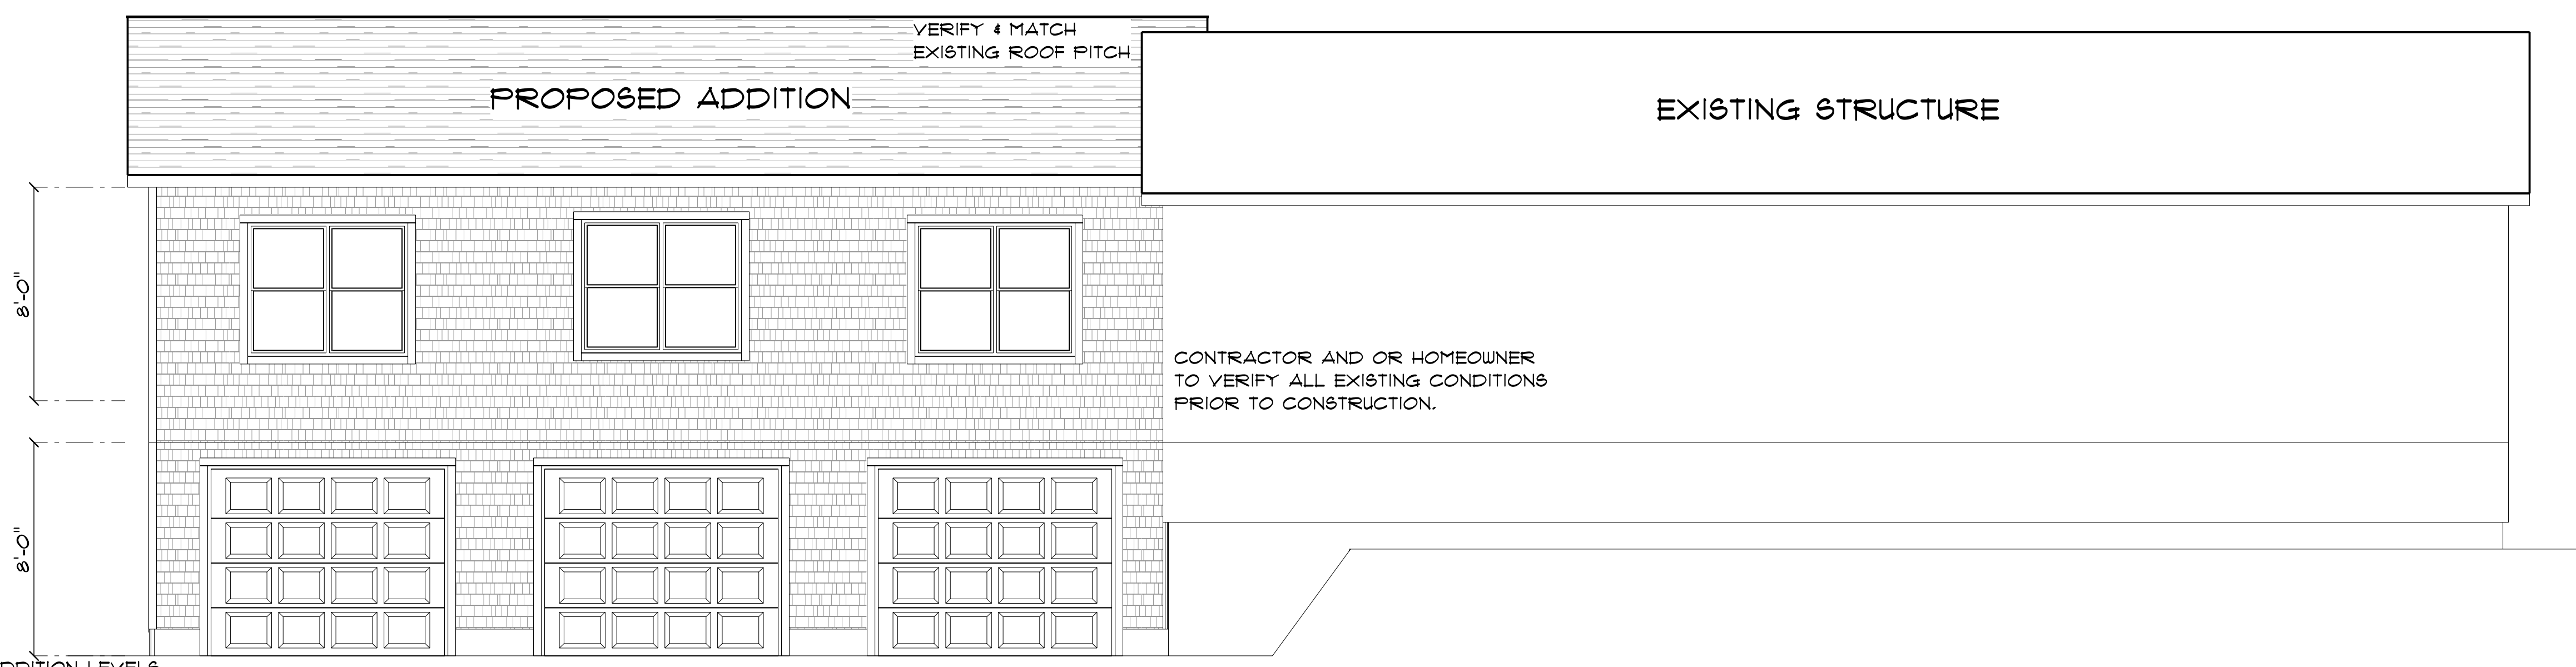 VERIFY & MATCH
EXISTING ROOF PITCH
PROPOSED ADDITION
EXISTING STRUCTURE
8'-0"
CONTRACTOR AND OR HOMEOWNER
TO VERIFY ALL EXISTING CONDITIONS
PRIOR TO CONSTRUCTION.
8'-0"
LEVELS